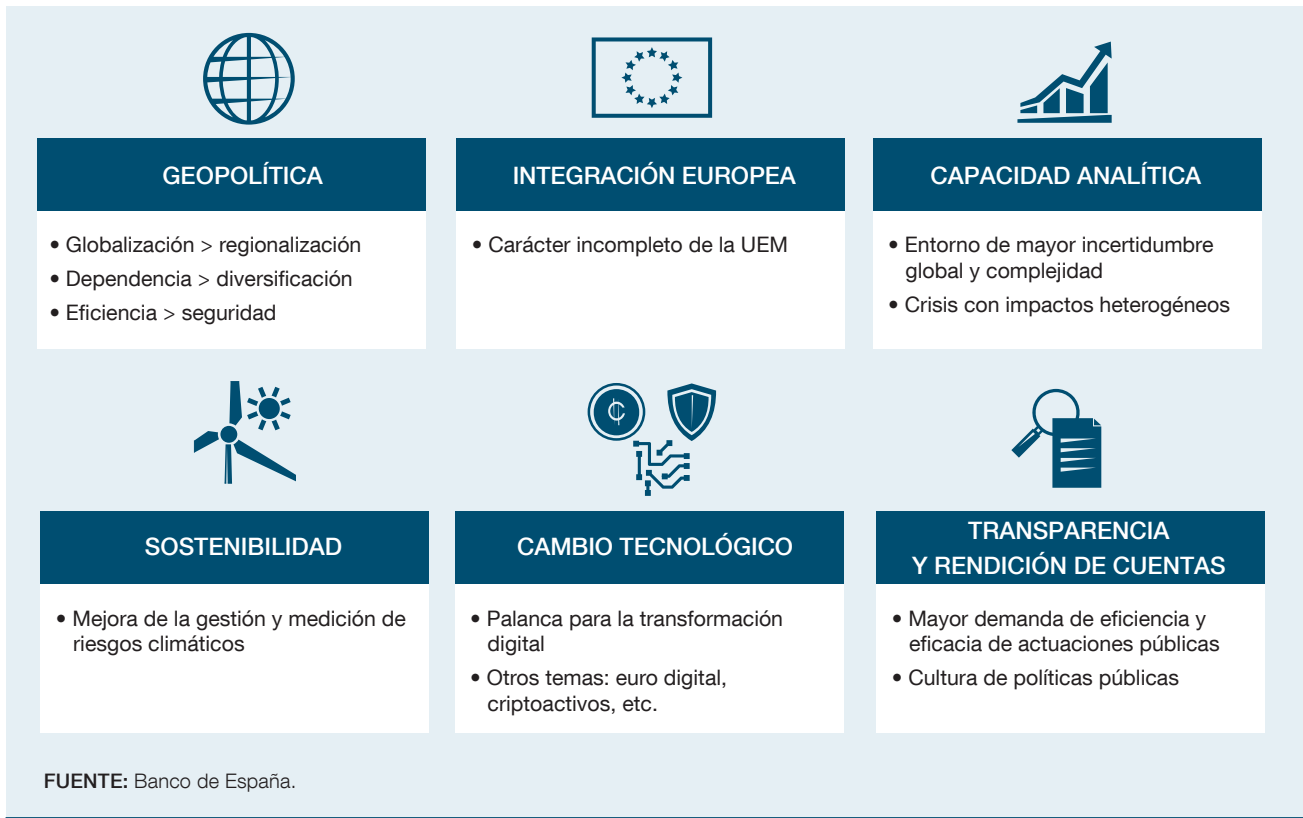 GEOPOLÍTICA
• Globalización > regionalización
• Dependencia > diversificación
• Eficiencia > seguridad
INTEGRACIÓN EUROPEA
• Carácter incompleto de la UEM
CAPACIDAD ANALÍTICA
• Entorno de mayor incertidumbre
global y complejidad
• Crisis con impactos heterogéneos
SOSTENIBILIDAD
• Mejora de la gestión y medición de
riesgos climáticos
CAMBIO TECNOLÓGICO
• Palanca para la transformación
digital
• Otros temas: euro digital,
criptoactivos, etc.
TRANSPARENCIA
Y RENDICIÓN DE CUENTAS
• Mayor demanda de eficiencia y
eficacia de actuaciones públicas
• Cultura de políticas públicas
FUENTE: Banco de España.